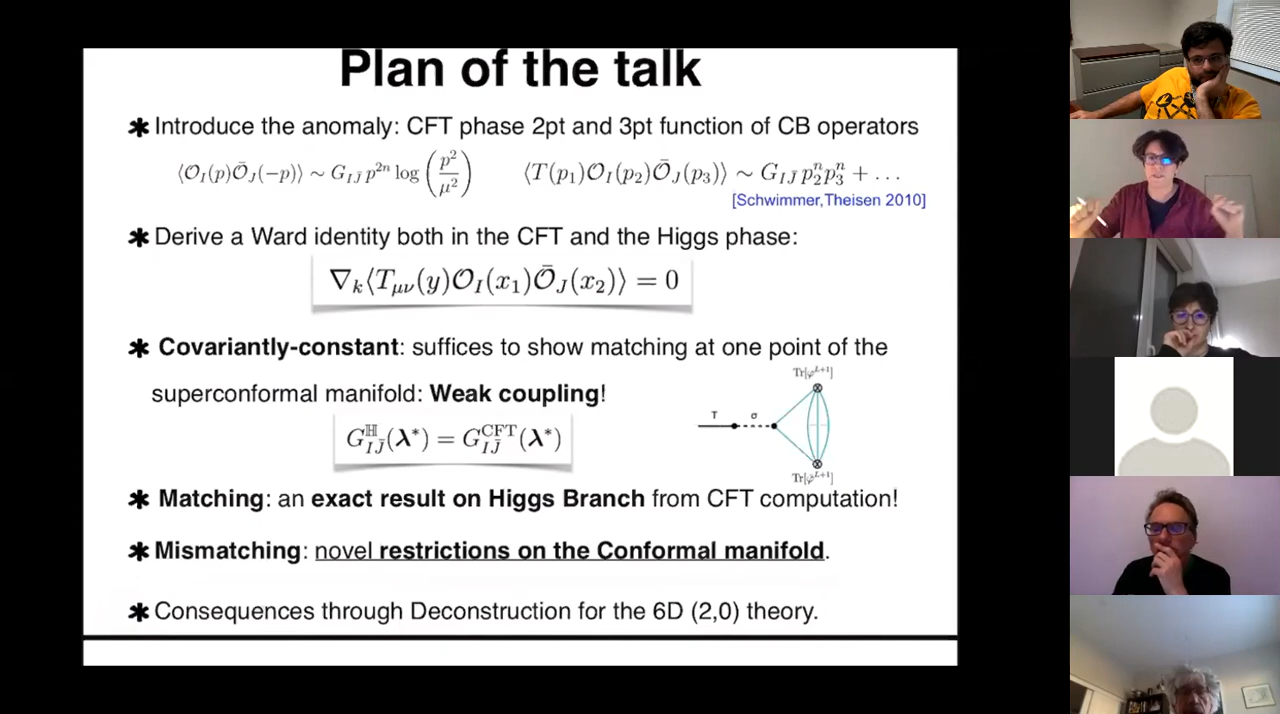 Plan of the talk
✱ Introduce the anomaly: CFT phase 2pt and 3pt function of CB operators
⟨𝒪_I(p)𝒪̄_J(−p)⟩ ∼ G_{IJ̄} p^{2n} log(p²/μ²)    ⟨T(p₁)𝒪_I(p₂)𝒪̄_J(p₃)⟩ ∼ G_{IJ̄} p₂ⁿp₃ⁿ + …
[Schwimmer,Theisen 2010]
✱ Derive a Ward identity both in the CFT and the Higgs phase:
∇_k⟨T_{μν}(y)𝒪_I(x₁)𝒪̄_J(x₂)⟩ = 0
✱ Covariantly-constant: suffices to show matching at one point of the
superconformal manifold: Weak coupling!
Tr[φ^{L+1}]
T σ
G^ℍ_{IJ̄}(λ*) = G^{CFT}_{IJ̄}(λ*)
Tr[φ̄^{L+1}]
✱ Matching: an exact result on Higgs Branch from CFT computation!
✱ Mismatching: novel restrictions on the Conformal manifold.
✱ Consequences through Deconstruction for the 6D (2,0) theory.